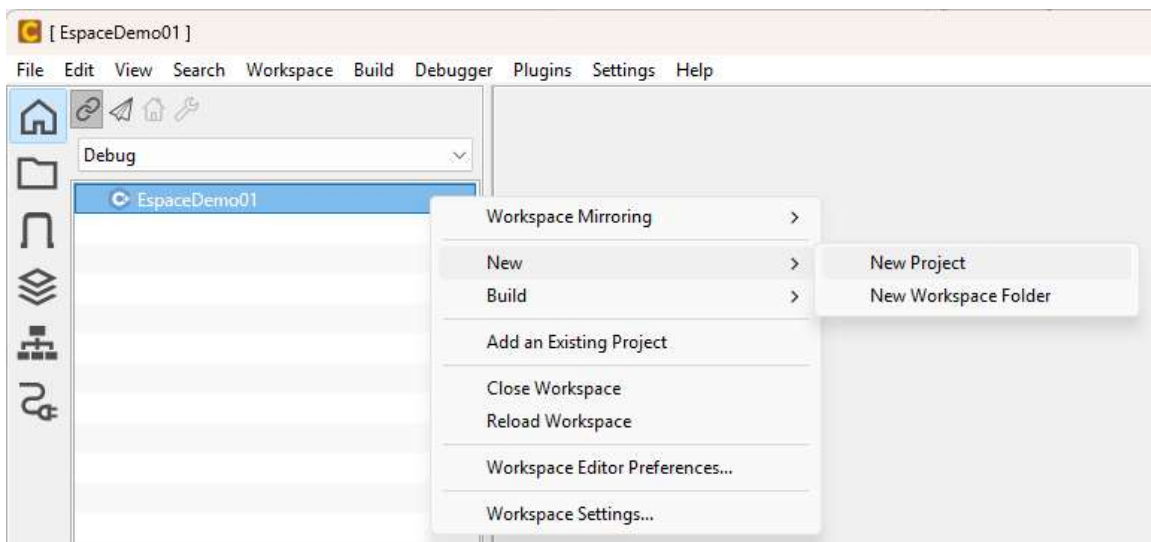 [ EspaceDemo01 ]
File Edit View Search Workspace Build Debugger Plugins Settings Help
Debug
EspaceDemo01
Workspace Mirroring
New
New Project
Build
New Workspace Folder
Add an Existing Project
Close Workspace
Reload Workspace
Workspace Editor Preferences...
Workspace Settings...